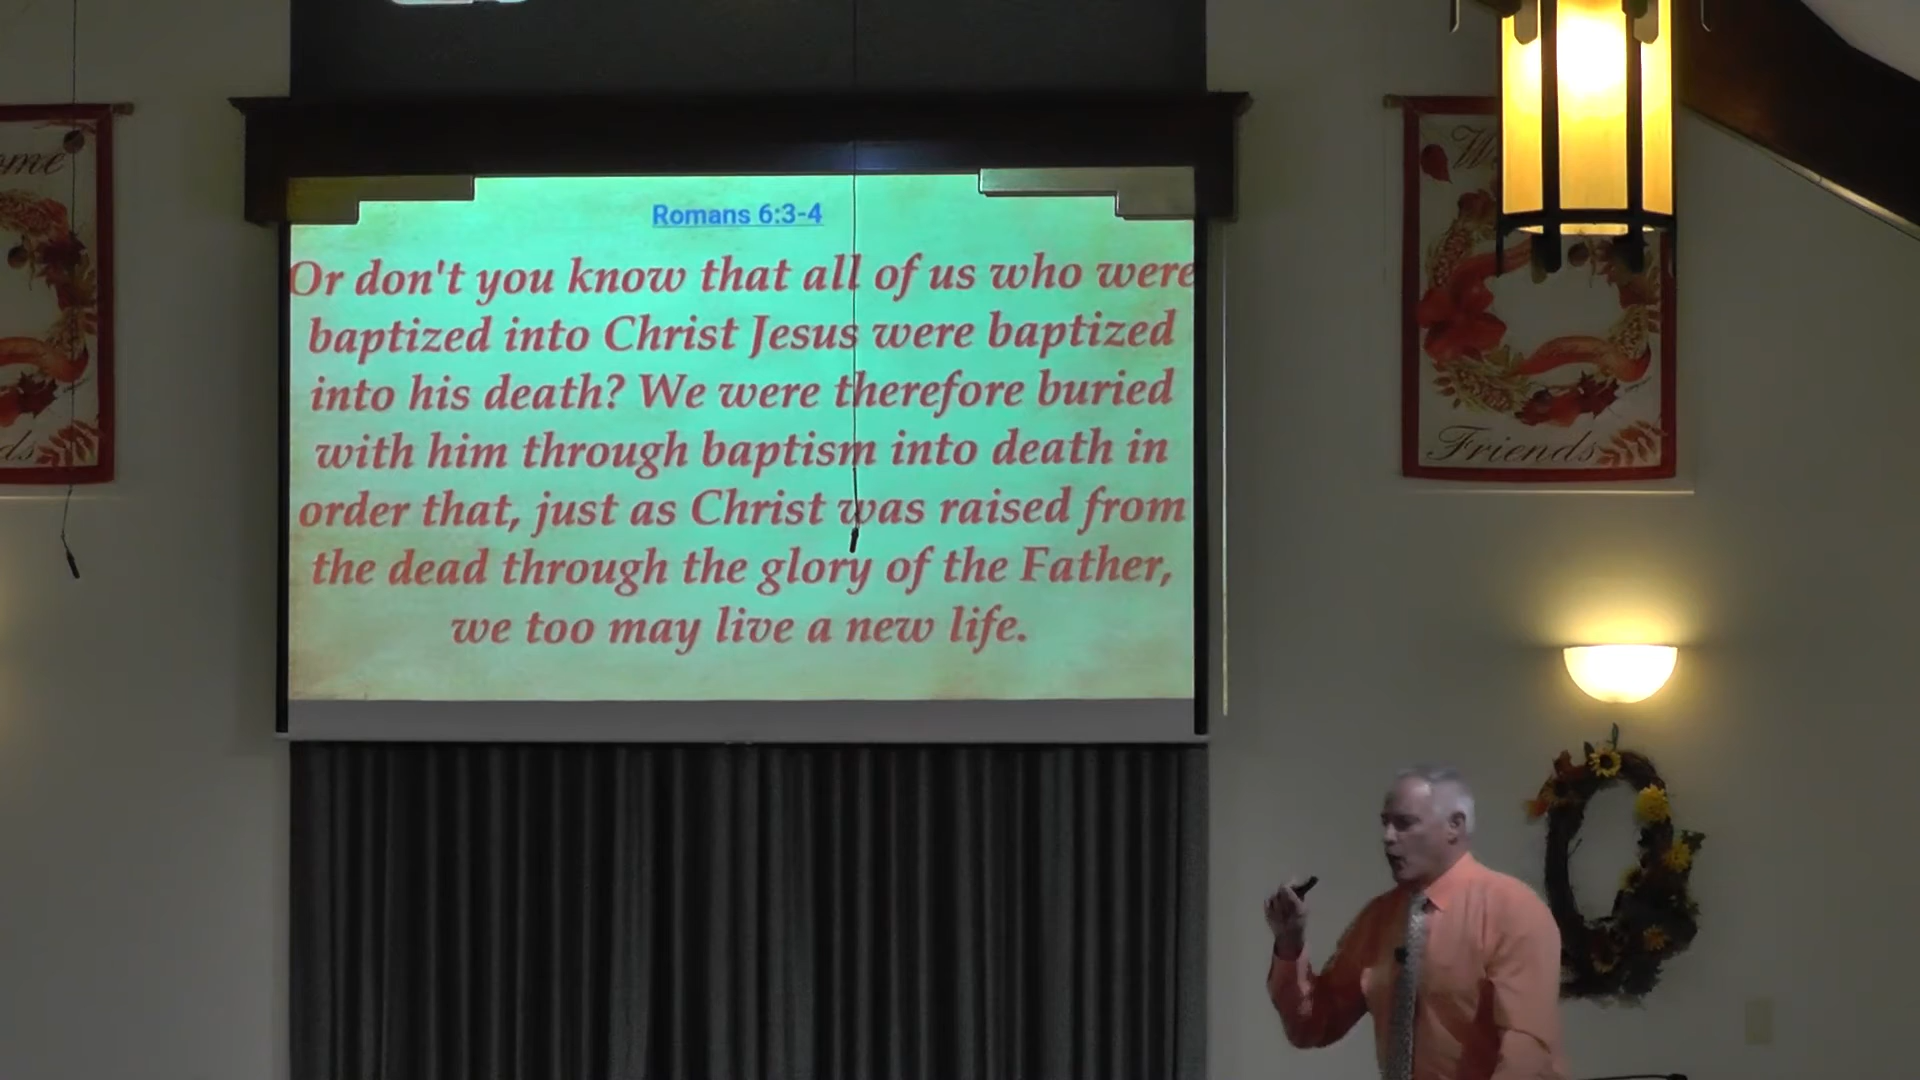 Romans 6:3-4
Or don't you know that all of us who were
baptized into Christ Jesus were baptized
into his death? We were therefore buried
with him through baptism into death in
order that, just as Christ was raised from
the dead through the glory of the Father,
we too may live a new life.
Friends